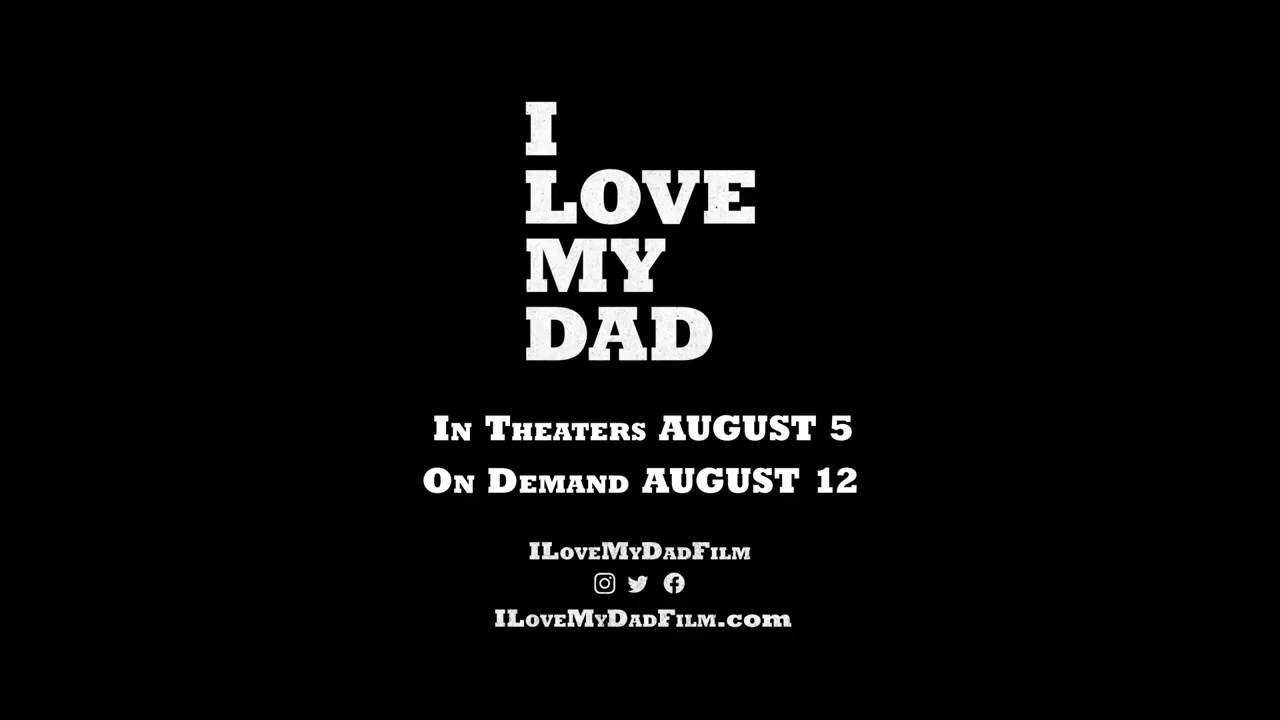 I
LOVE
MY
DAD
In Theaters AUGUST 5
On Demand AUGUST 12
ILoveMyDadFilm
ILoveMyDadFilm.com